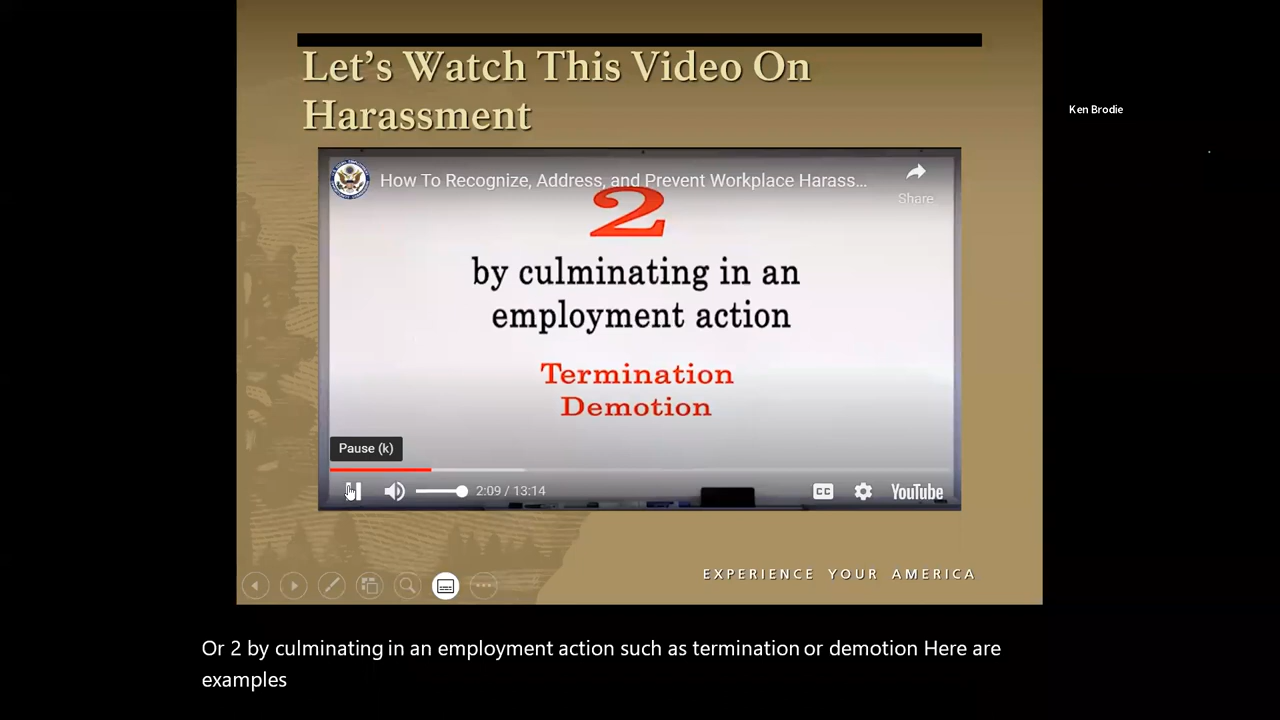 Let's Watch This Video On
Harassment
Ken Brodie
How To Recognize, Address, and Prevent Workplace Harass...
Share
2
by culminating in an
employment action
Termination
Demotion
Pause (k)
2:09 / 13:14
CC
YouTube
EXPERIENCE YOUR AMERICA
Or 2 by culminating in an employment action such as termination or demotion Here are
examples